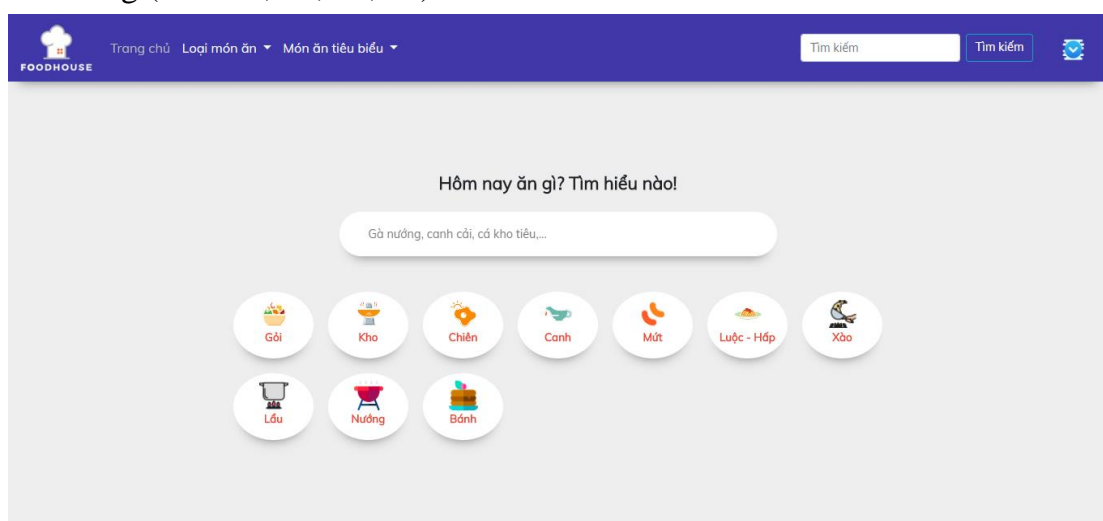 FOODHOUSE
Trang chủ Loại món ăn Món ăn tiêu biểu
Tìm kiếm Tìm kiếm
Hôm nay ăn gì? Tìm hiểu nào!
Gà nướng, canh cải, cá kho tiêu,...
Gỏi Kho Chiên Canh Mứt Luộc - Hấp Xào
Lẩu Nướng Bánh